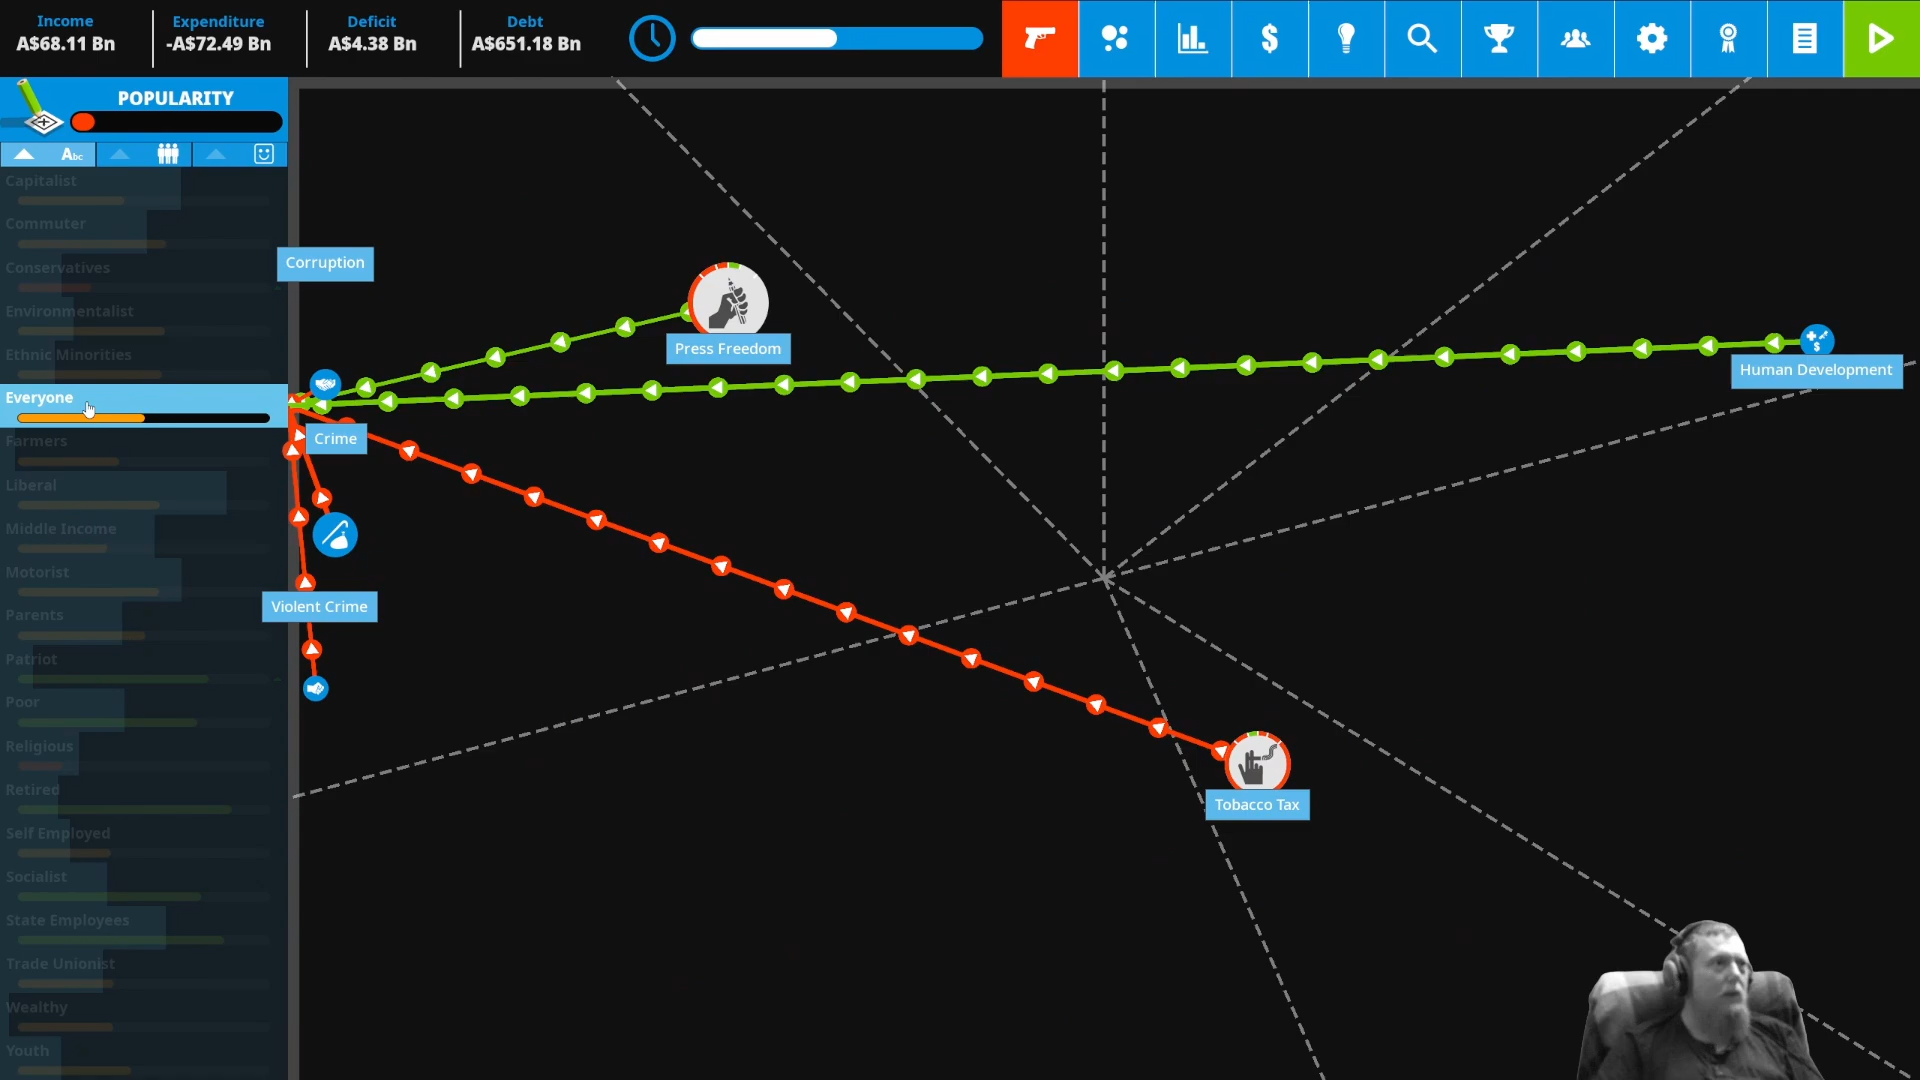 Income
Expenditure
Deficit
Debt
A$68.11 Bn
-A$72.49 Bn
A$4.38 Bn
A$651.18 Bn
POPULARITY
Abc
Capitalist
Commuter
Conservatives
Environmentalist
Ethnic Minorities
Everyone
Farmers
Liberal
Middle Income
Motorist
Parents
Patriot
Poor
Religious
Retired
Self Employed
Socialist
State Employees
Trade Unionist
Wealthy
Youth
Corruption
Press Freedom
Human Development
Crime
Violent Crime
Tobacco Tax